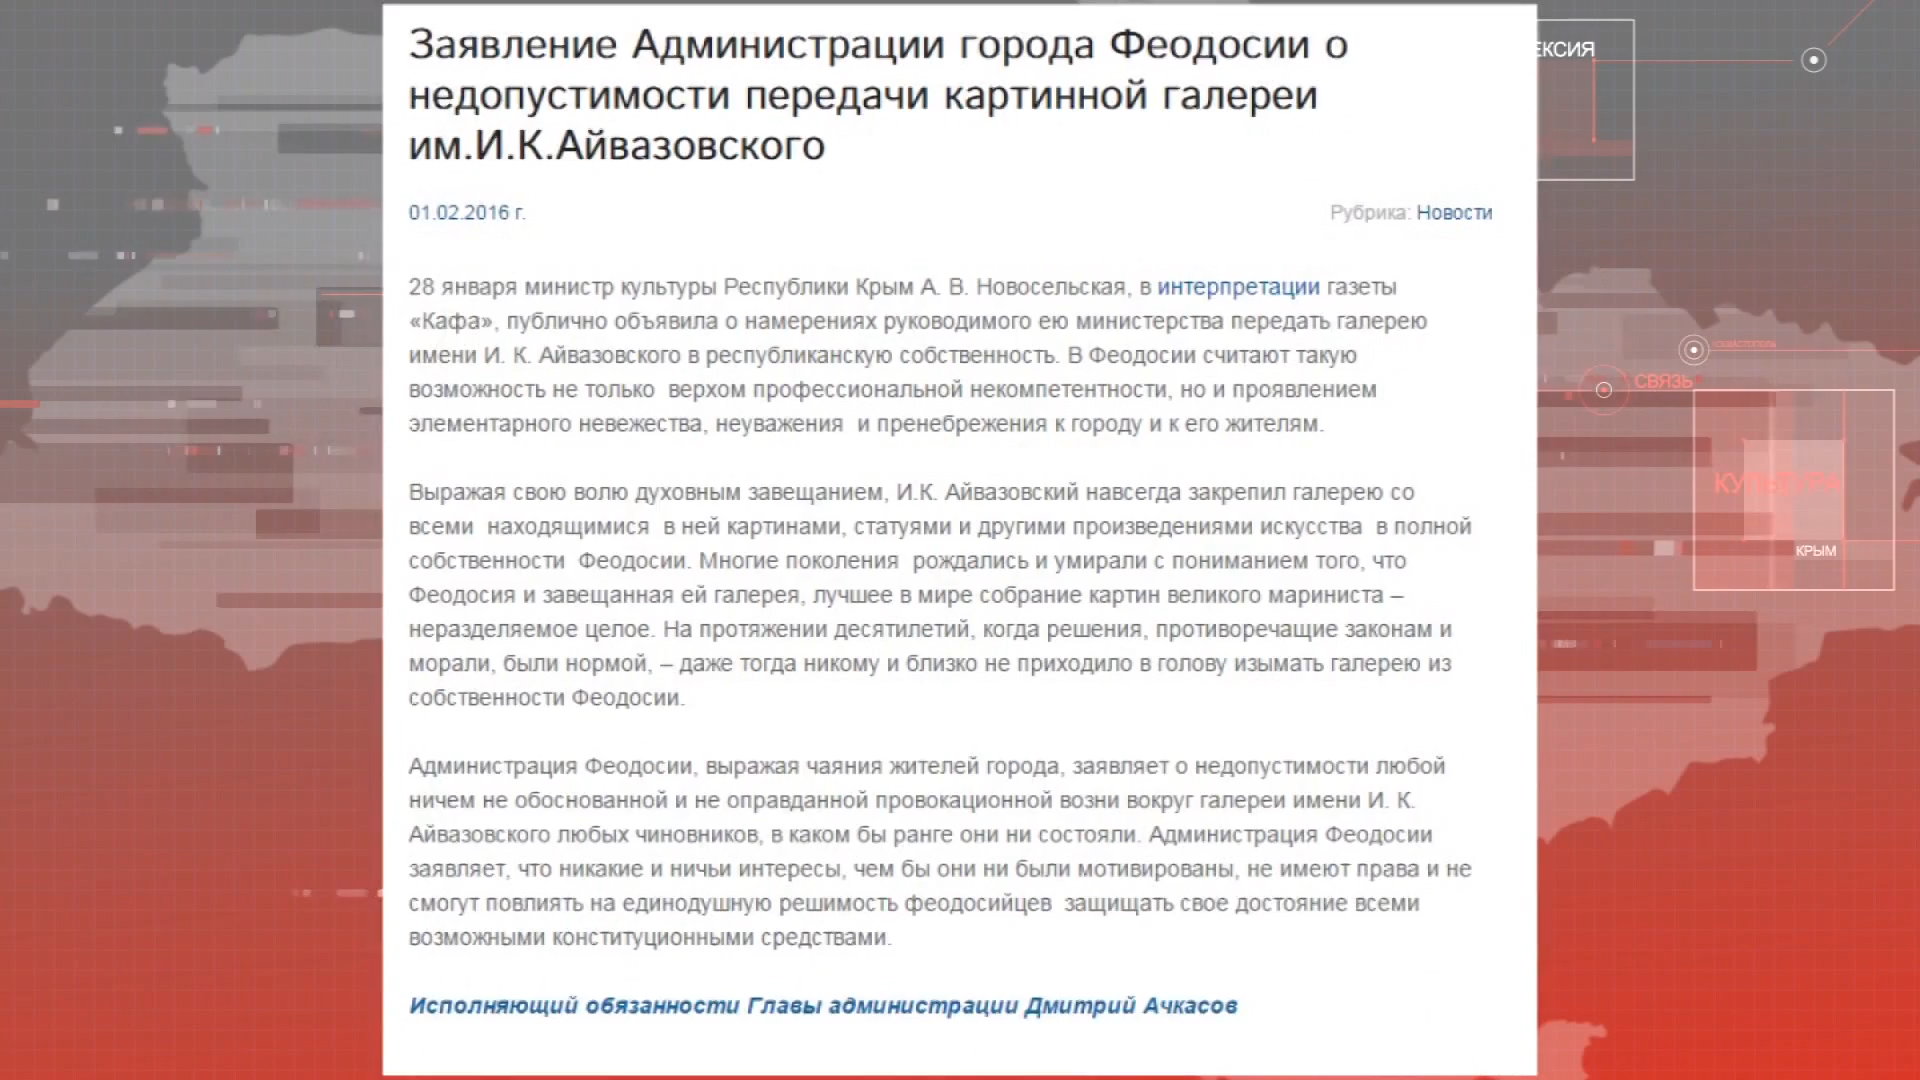 Заявление Администрации города Феодосии о
недопустимости передачи картинной галереи
им.И.К.Айвазовского
01.02.2016 г.
Рубрика: Новости
28 января министр культуры Республики Крым А. В. Новосельская, в интерпретации газеты
«Кафа», публично объявила о намерениях руководимого ею министерства передать галерею
имени И. К. Айвазовского в республиканскую собственность. В Феодосии считают такую
возможность не только верхом профессиональной некомпетентности, но и проявлением
элементарного невежества, неуважения и пренебрежения к городу и к его жителям.
Выражая свою волю духовным завещанием, И.К. Айвазовский навсегда закрепил галерею со
всеми находящимися в ней картинами, статуями и другими произведениями искусства в полной
собственности Феодосии. Многие поколения рождались и умирали с пониманием того, что
Феодосия и завещанная ей галерея, лучшее в мире собрание картин великого мариниста –
неразделяемое целое. На протяжении десятилетий, когда решения, противоречащие законам и
морали, были нормой, – даже тогда никому и близко не приходило в голову изымать галерею из
собственности Феодосии.
Администрация Феодосии, выражая чаяния жителей города, заявляет о недопустимости любой
ничем не обоснованной и не оправданной провокационной возни вокруг галереи имени И. К.
Айвазовского любых чиновников, в каком бы ранге они ни состояли. Администрация Феодосии
заявляет, что никакие и ничьи интересы, чем бы они ни были мотивированы, не имеют права и не
смогут повлиять на единодушную решимость феодосийцев защищать свое достояние всеми
возможными конституционными средствами.
Исполняющий обязанности Главы администрации Дмитрий Ачкасов
ЕКСИЯ
СВЯЗЬ
КУЛЬТУРА
КРЫМ